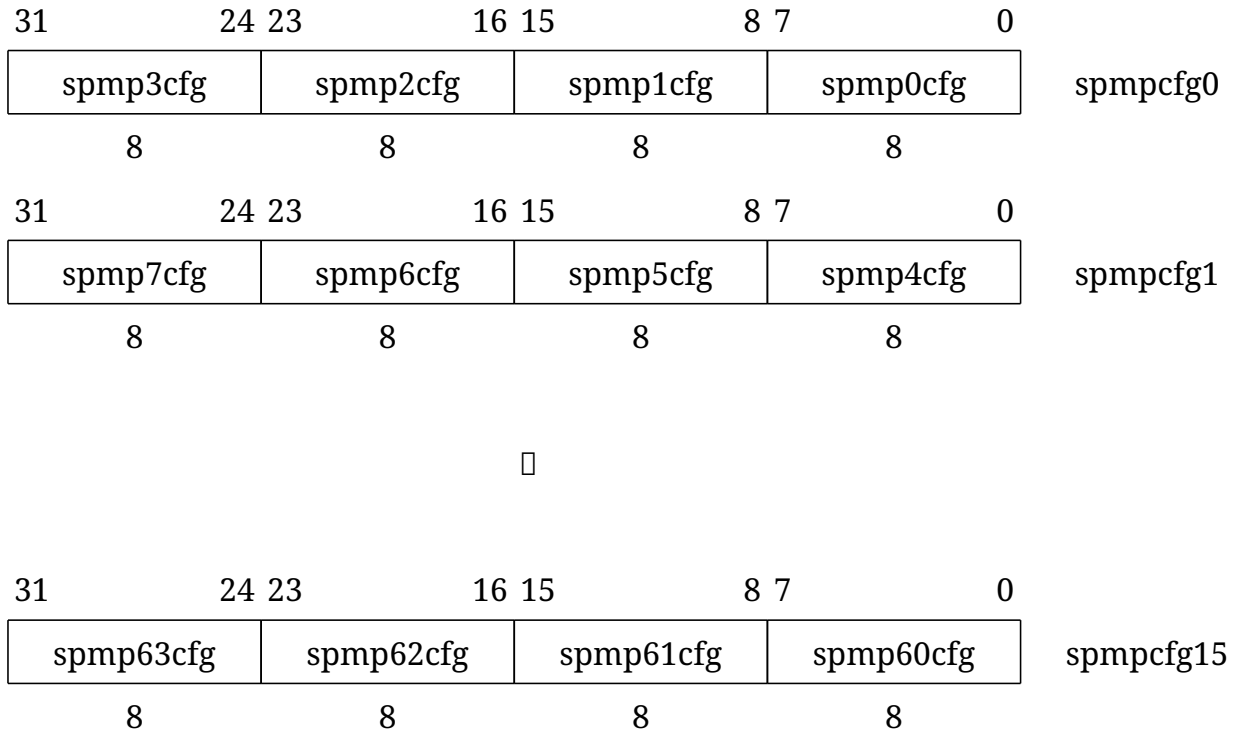 31 24 23 16 15 8 7 0
spmp3cfg spmp2cfg spmp1cfg spmp0cfg spmpcfg0
8 8 8 8
31 24 23 16 15 8 7 0
spmp7cfg spmp6cfg spmp5cfg spmp4cfg spmpcfg1
8 8 8 8
31 24 23 16 15 8 7 0
spmp63cfg spmp62cfg spmp61cfg spmp60cfg spmpcfg15
8 8 8 8